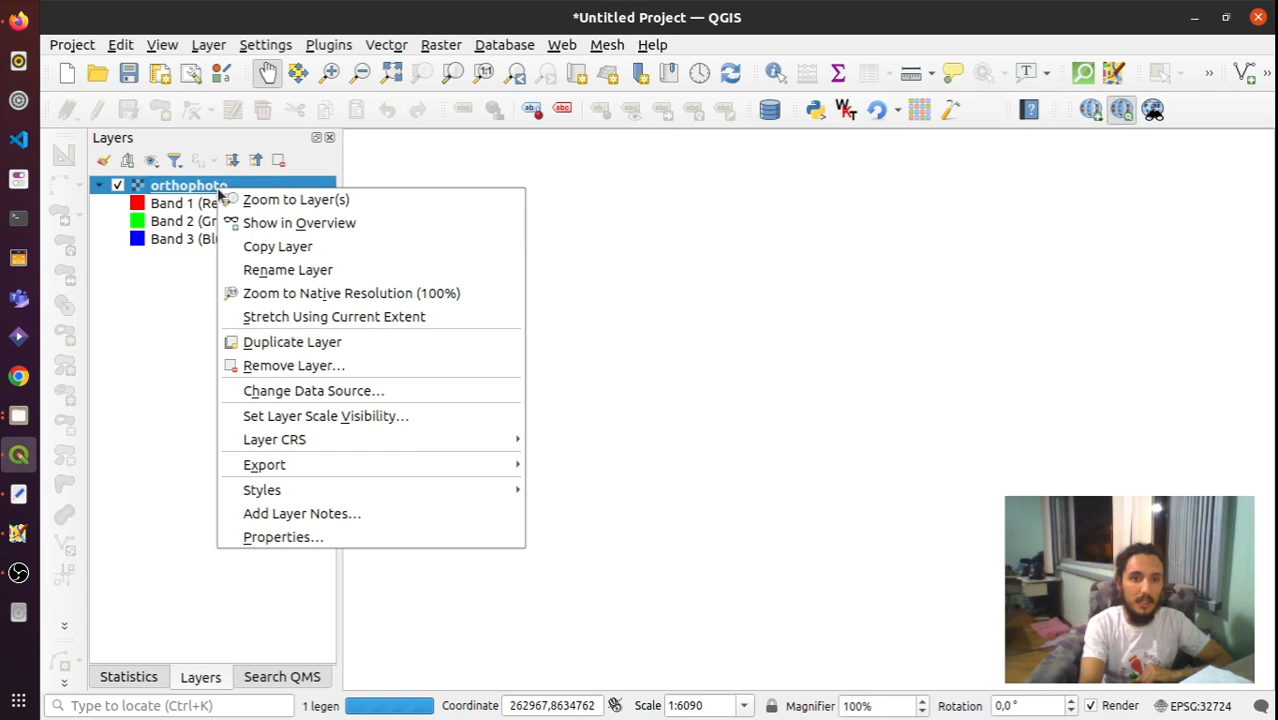 *Untitled Project — QGIS
Project Edit View Layer Settings Plugins Vector Raster Database Web Mesh Help
Layers
orthophoto
Band 1 (Re
Band 2 (Gr
Band 3 (Blu
Zoom to Layer(s)
Show in Overview
Copy Layer
Rename Layer
Zoom to Native Resolution (100%)
Stretch Using Current Extent
Duplicate Layer
Remove Layer…
Change Data Source…
Set Layer Scale Visibility…
Layer CRS
Export
Styles
Add Layer Notes…
Properties…
Statistics Layers Search QMS
Type to locate (Ctrl+K) 1 legen Coordinate 262967,8634762 Scale 1:6090 Magnifier 100% Rotation 0,0 ° Render EPSG:32724